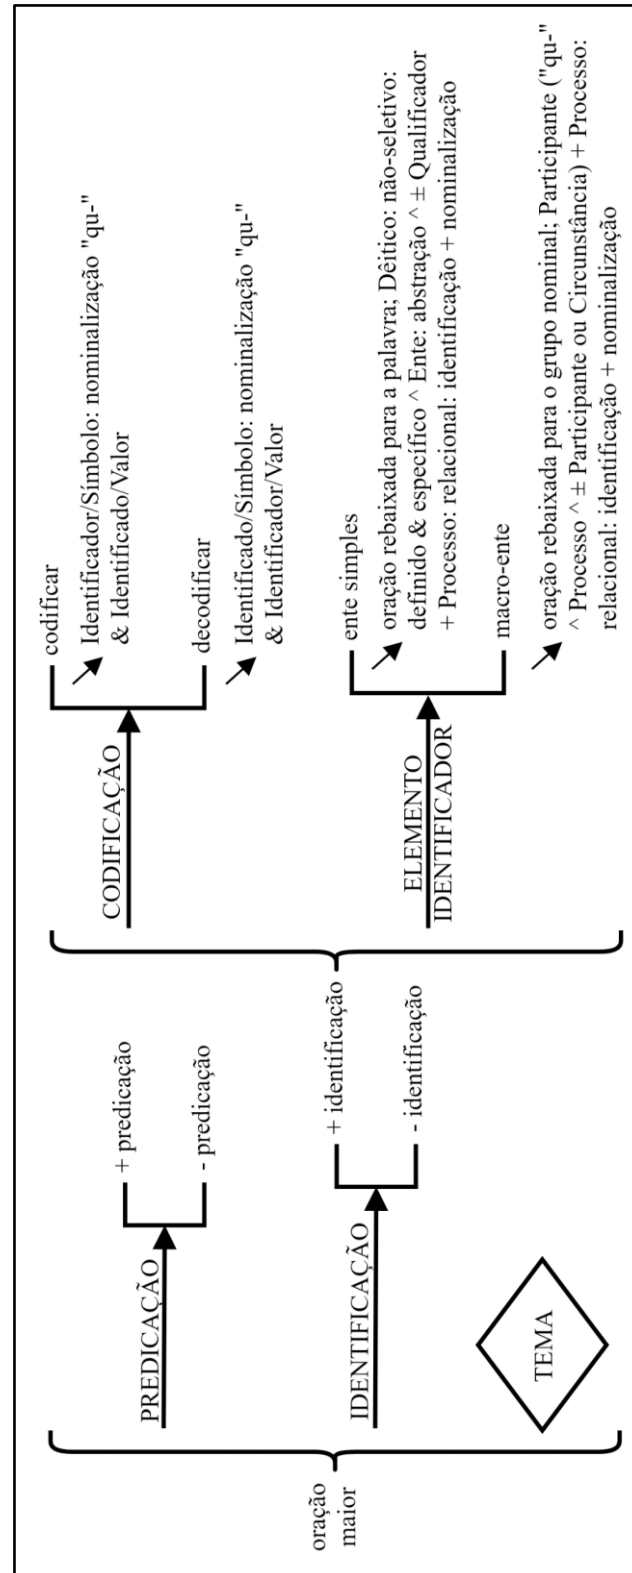 oração
maior
PREDICAÇÃO
+ predicação
- predicação
IDENTIFICAÇÃO
+ identificação
- identificação
TEMA
CODIFICAÇÃO
codificar
Identificador/Símbolo: nominalização "qu-"
& Identificado/Valor
decodificar
Identificado/Símbolo: nominalização "qu-"
& Identificador/Valor
ELEMENTO
IDENTIFICADOR
ente simples
oração rebaixada para a palavra; Dêitico: não-seletivo:
definido & específico ^ Ente: abstração ^ ± Qualificador
+ Processo: relacional: identificação + nominalização
macro-ente
oração rebaixada para o grupo nominal; Participante ("qu-"
^ Processo ^ ± Participante ou Circunstância) + Processo:
relacional: identificação + nominalização